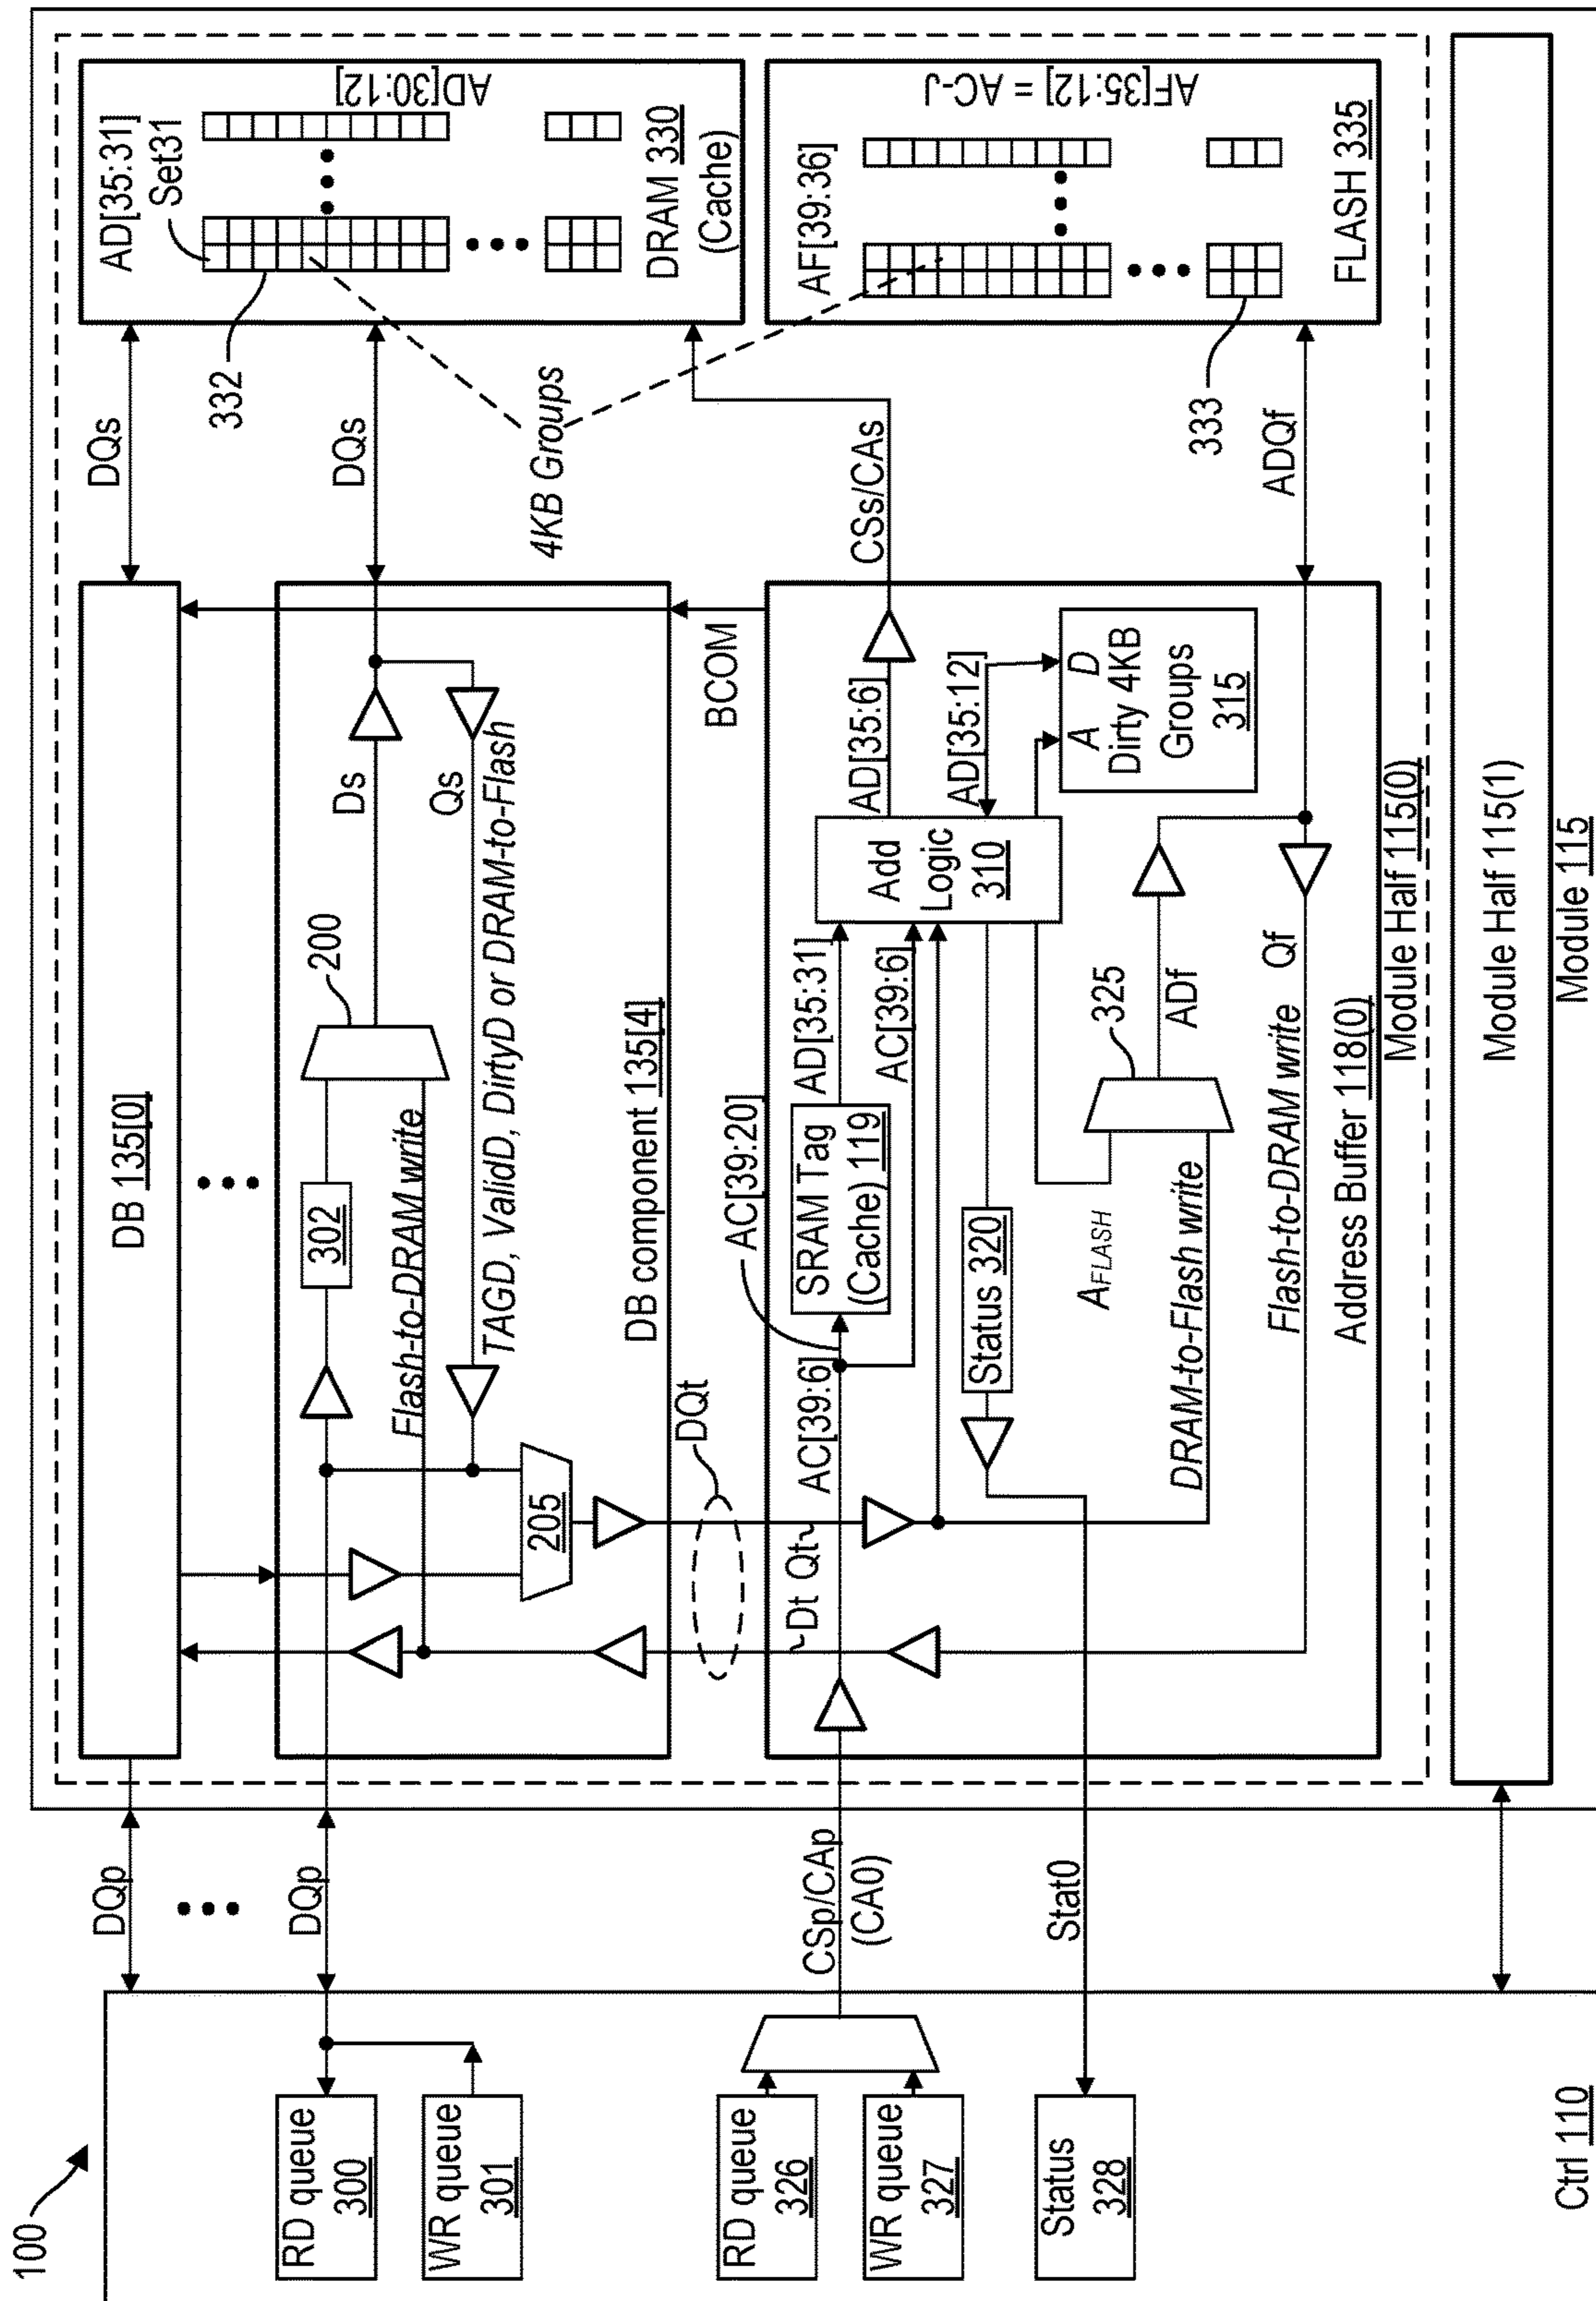 100
RD queue
300
WR queue
301
RD queue
326
WR queue
327
Status
328
Ctrl 110
DQp
DQp
CSp/CAp
(CA0)
Stat0
DB 135[0]
302
200
Flash-to-DRAM write
Ds
Qs
TAGD, ValidD, DirtyD or DRAM-to-Flash
205
DB component 135[4]
DQt
BCOM
Dt
Qt
AC[39:6]
AC[39:20]
SRAM Tag
(Cache) 119
AD[35:31]
AC[39:6]
Add
Logic
310
AD[35:6]
AD[35:12]
A
D
Dirty 4KB
Groups
315
Status 320
AFLASH
325
ADf
DRAM-to-Flash write
Flash-to-DRAM write
Qf
Address Buffer 118(0)
DQs
DQs
332
4KB Groups
CSs/CAs
333
ADQf
AD[35:31]
Set31
AD[30:12]
DRAM 330
(Cache)
AF[39:36]
AF[35:12] = AC-J
FLASH 335
Module Half 115(0)
Module Half 115(1)
Module 115